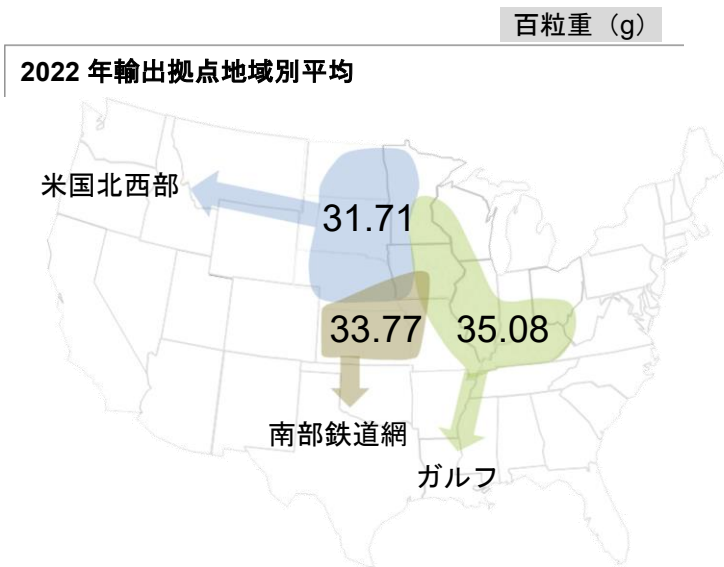 百粒重（g）
2022 年輸出拠点地域別平均
米国北西部
31.71
33.77
35.08
南部鉄道網
ガルフ